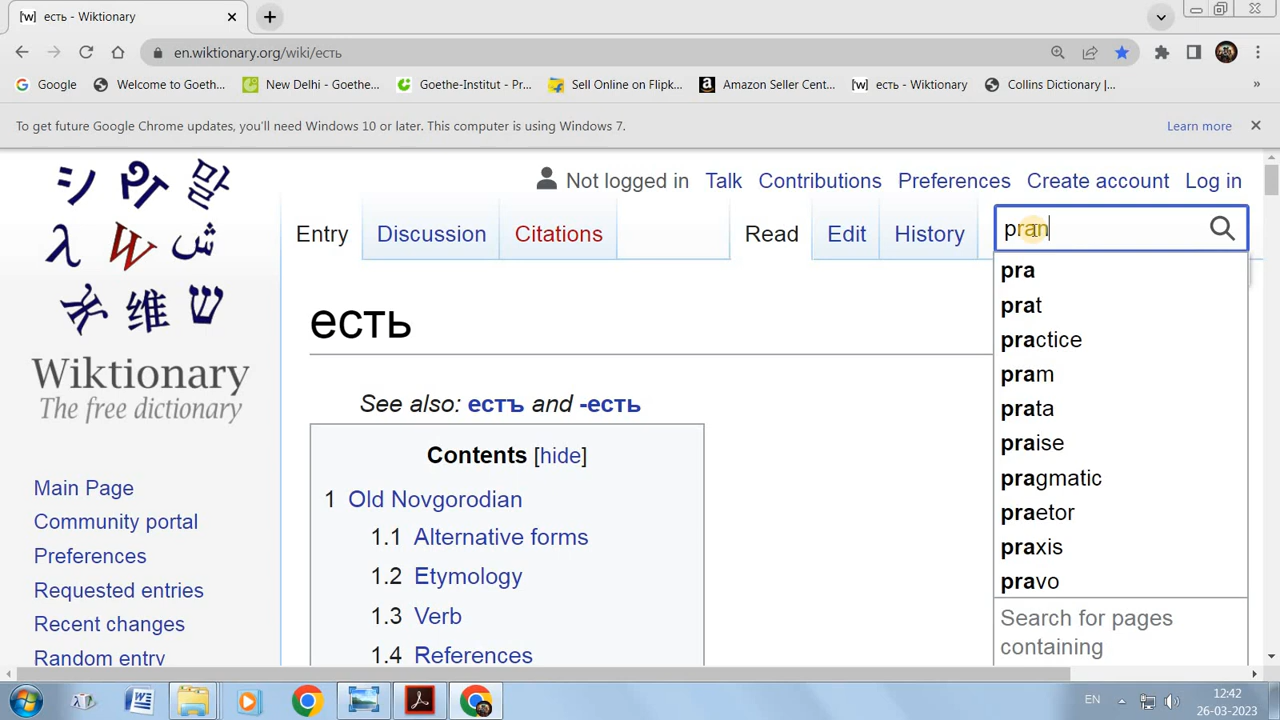 [w] есть - Wiktionary
en.wiktionary.org/wiki/есть
Google Welcome to Goeth... New Delhi - Goethe... Goethe-Institut - Pr... Sell Online on Flipk... Amazon Seller Cent... [w] есть - Wiktionary Collins Dictionary |... »
To get future Google Chrome updates, you'll need Windows 10 or later. This computer is using Windows 7. Learn more
Not logged in Talk Contributions Preferences Create account Log in
Entry Discussion Citations Read Edit History pran
pra
prat
practice
pram
prata
praise
pragmatic
praetor
praxis
pravo
Search for pages
containing
есть
See also: естъ and -есть
Contents [hide]
1 Old Novgorodian
1.1 Alternative forms
1.2 Etymology
1.3 Verb
1.4 References
W
λ
维
ש
Wiktionary
The free dictionary
Main Page
Community portal
Preferences
Requested entries
Recent changes
Random entry
EN 12:42
26-03-2023